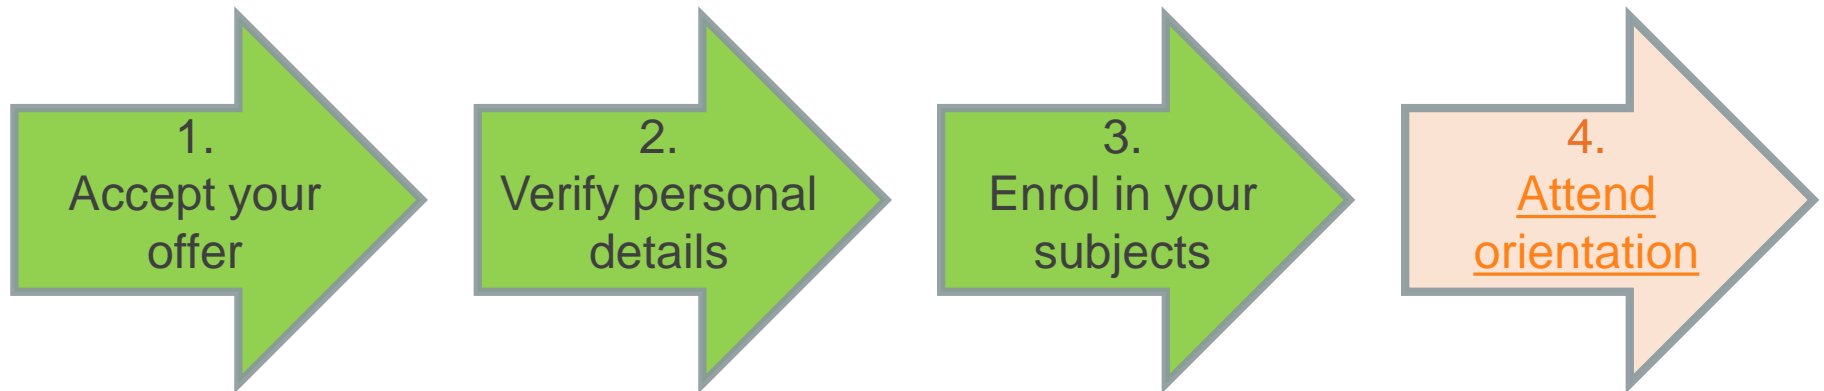 1.
Accept your
offer
2.
Verify personal
details
3.
Enrol in your
subjects
4.
Attend
orientation